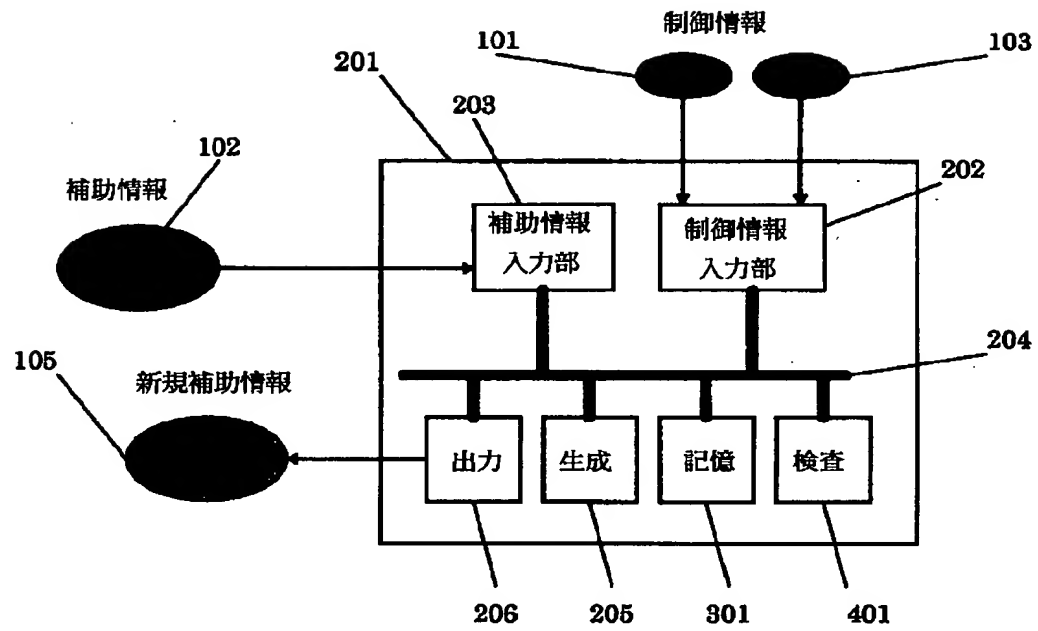 制御情報
101
103
201
203
102
202
補助情報
補助情報
入力部
制御情報
入力部
204
105
新規補助情報
出力
生成
記憶
検査
206
205
301
401